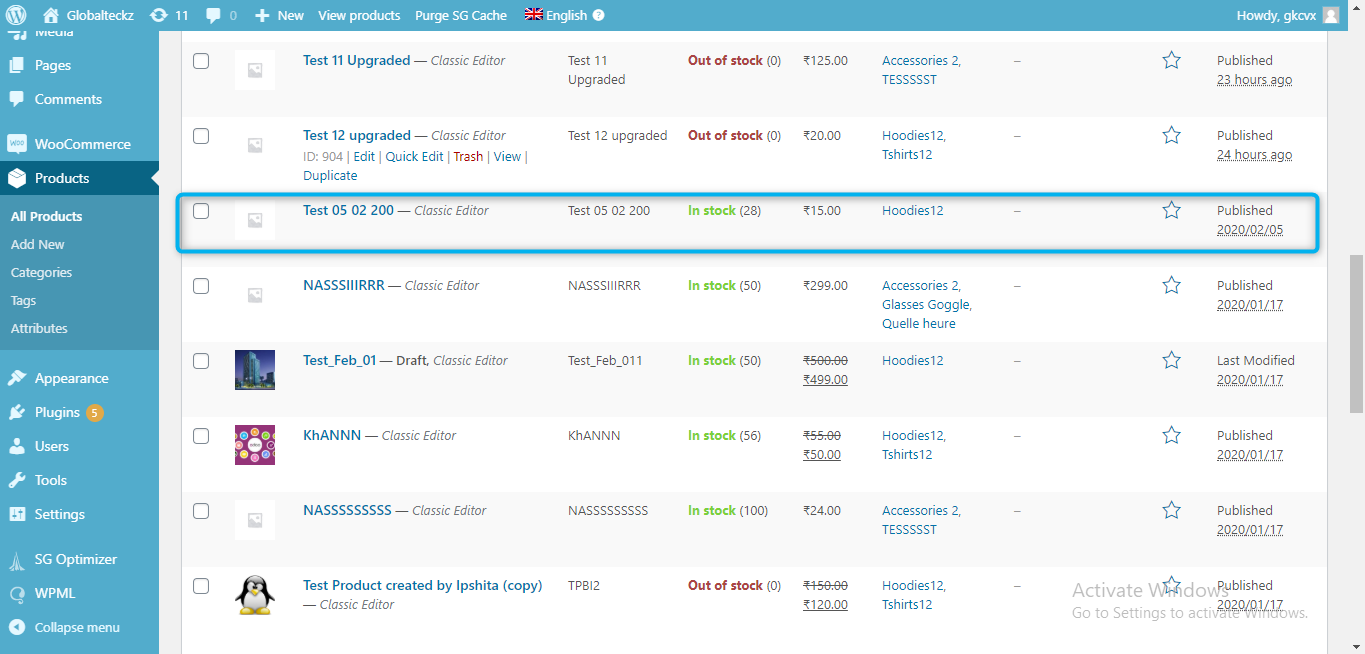 Globalteckz 11 0 New View products Purge SG Cache English Howdy, gkcvx
Media
Pages
Comments
WooCommerce
Products
All Products
Add New
Categories
Tags
Attributes
Appearance
Plugins 5
Users
Tools
Settings
SG Optimizer
WPML
Collapse menu
Test 11 Upgraded — Classic Editor Test 11 Out of stock (0) ₹125.00 Accessories 2, – Published
Upgraded TESSSSST 23 hours ago
Test 12 upgraded — Classic Editor Test 12 upgraded Out of stock (0) ₹20.00 Hoodies12, – Published
ID: 904 | Edit | Quick Edit | Trash | View | Tshirts12 24 hours ago
Duplicate
Test 05 02 200 — Classic Editor Test 05 02 200 In stock (28) ₹15.00 Hoodies12 – Published
2020/02/05
NASSSIIIRRR — Classic Editor NASSSIIIRRR In stock (50) ₹299.00 Accessories 2, – Published
Glasses Goggle, 2020/01/17
Quelle heure
Test_Feb_01 — Draft, Classic Editor Test_Feb_011 In stock (50) ₹500.00 Hoodies12 – Last Modified
₹499.00 2020/01/17
KhANNN — Classic Editor KhANNN In stock (56) ₹55.00 Hoodies12, – Published
₹50.00 Tshirts12 2020/01/17
NASSSSSSSSS — Classic Editor NASSSSSSSSS In stock (100) ₹24.00 Accessories 2, – Published
TESSSSST 2020/01/17
Test Product created by Ipshita (copy) TPBI2 Out of stock (0) ₹150.00 Hoodies12, – Published
— Classic Editor ₹120.00 Tshirts12 2020/01/17
Activate Windows
Go to Settings to activate Windows.